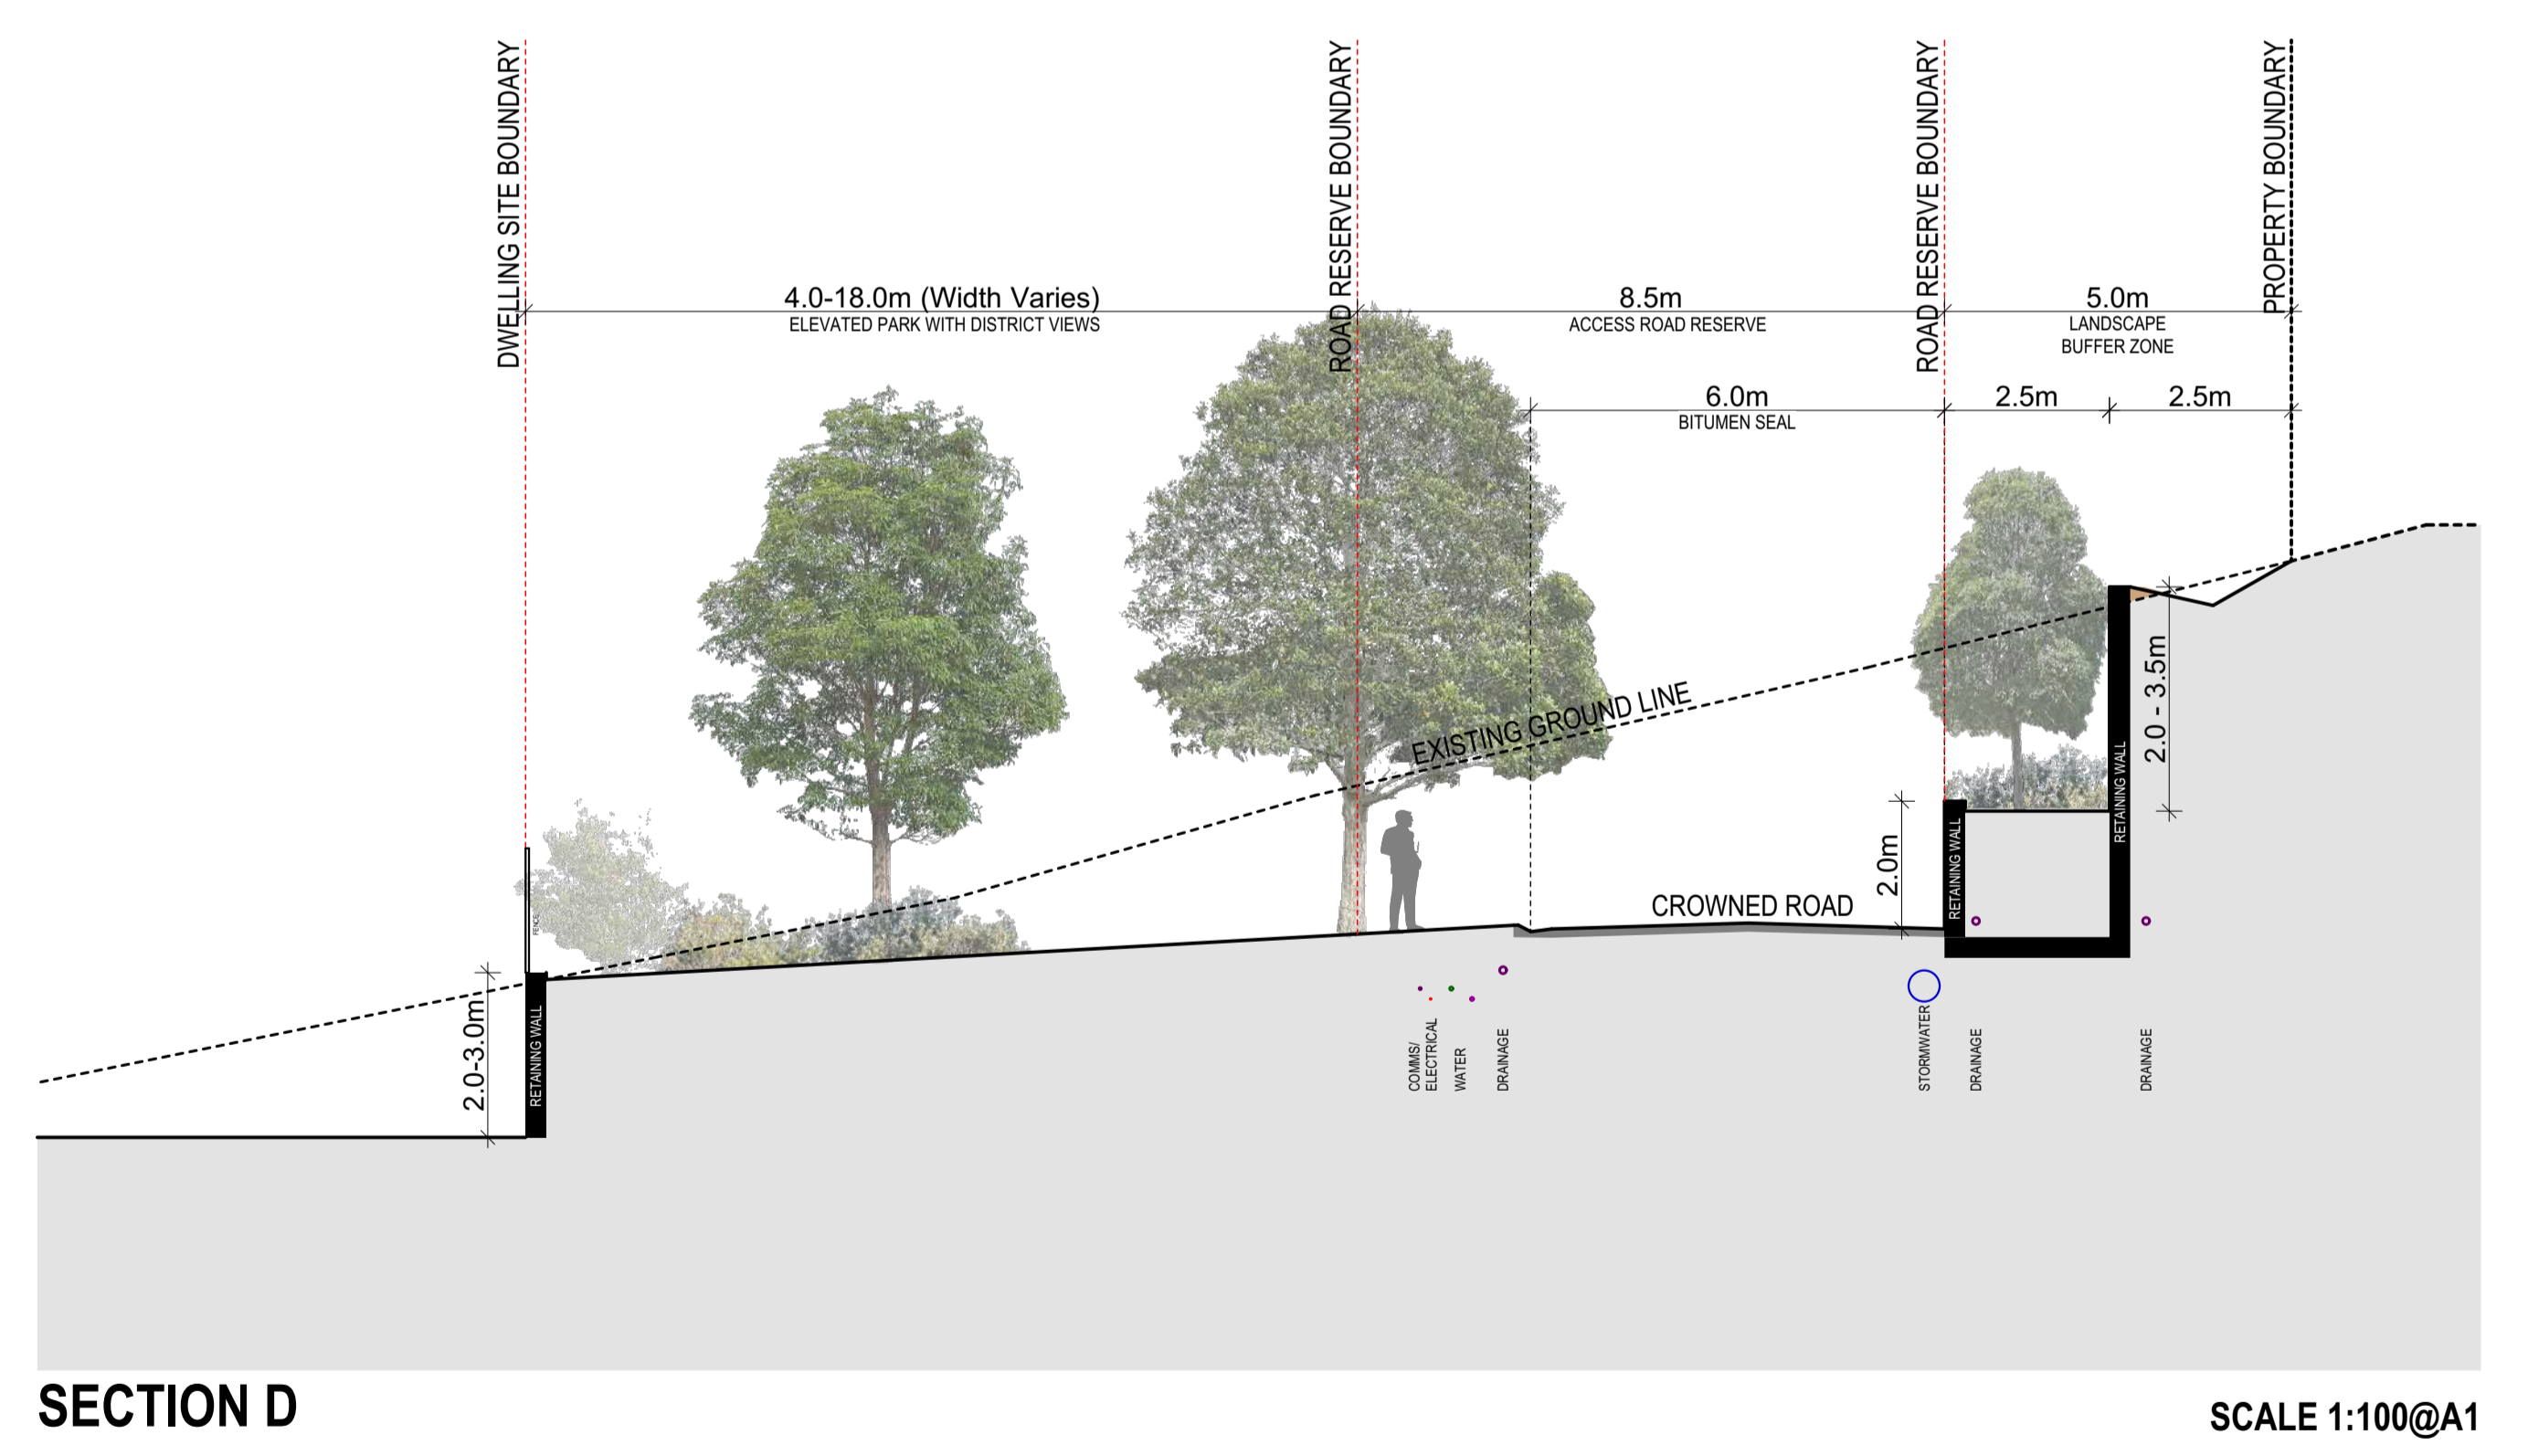 DWELLING SITE BOUNDARY
ROAD RESERVE BOUNDARY
ROAD RESERVE BOUNDARY
PROPERTY BOUNDARY
4.0-18.0m (Width Varies)
ELEVATED PARK WITH DISTRICT VIEWS
8.5m
ACCESS ROAD RESERVE
5.0m
LANDSCAPE
BUFFER ZONE
6.0m
BITUMEN SEAL
2.5m
2.5m
EXISTING GROUND LINE
2.0 - 3.5m
RETAINING WALL
2.0m
RETAINING WALL
CROWNED ROAD
FENCE
2.0-3.0m
RETAINING WALL
COMMS/
ELECTRICAL
WATER
DRAINAGE
STORMWATER
DRAINAGE
DRAINAGE
SECTION D
SCALE 1:100@A1